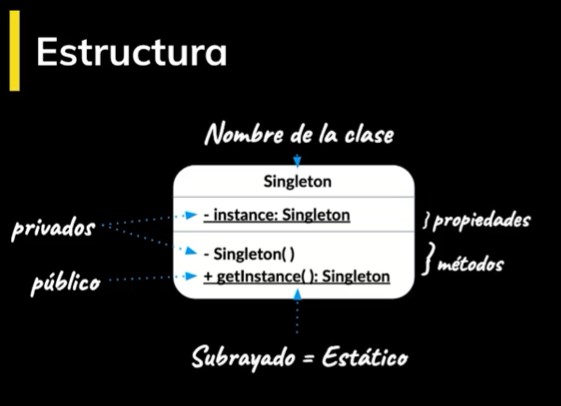 Estructura
Nombre de la clase
Singleton
- instance: Singleton
} propiedades
privados
- Singleton( )
} métodos
público
+ getInstance( ): Singleton
Subrayado = Estático